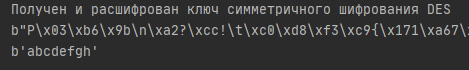 Получен и расшифрован ключ симметричного шифрования DES
b"P\x03\xb6\x9b\n\xa2?\xcc!\t\xc0\xd8\xf3\xc9{\x171\xa67\x
b'abcdefgh'